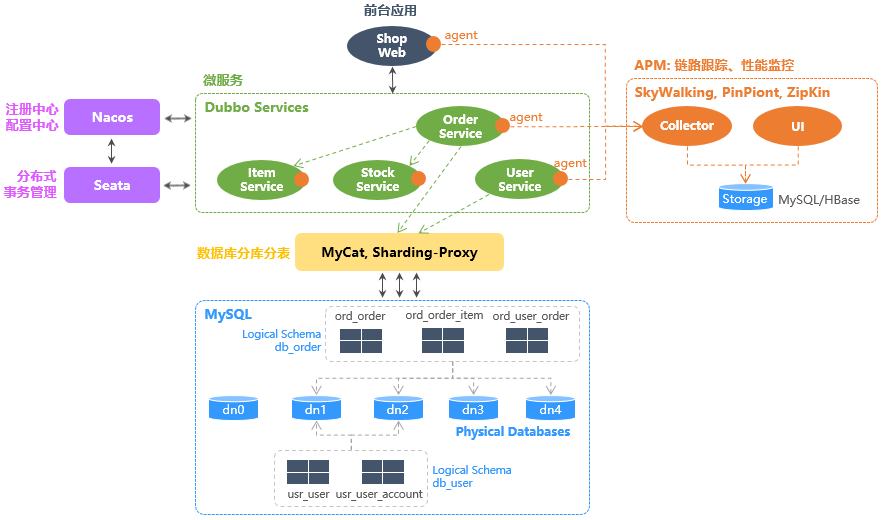 前台应用
Shop
Web
agent
微服务
Dubbo Services
Order
Service
agent
Item
Service
Stock
Service
User
Service
agent
注册中心
配置中心
Nacos
分布式
事务管理
Seata
APM: 链路跟踪、性能监控
SkyWalking, PinPiont, ZipKin
Collector
UI
Storage
MySQL/HBase
数据库分库分表
MyCat, Sharding-Proxy
MySQL
ord_order
ord_order_item
ord_user_order
Logical Schema
db_order
dn0
dn1
dn2
dn3
dn4
Physical Databases
usr_user
usr_user_account
Logical Schema
db_user